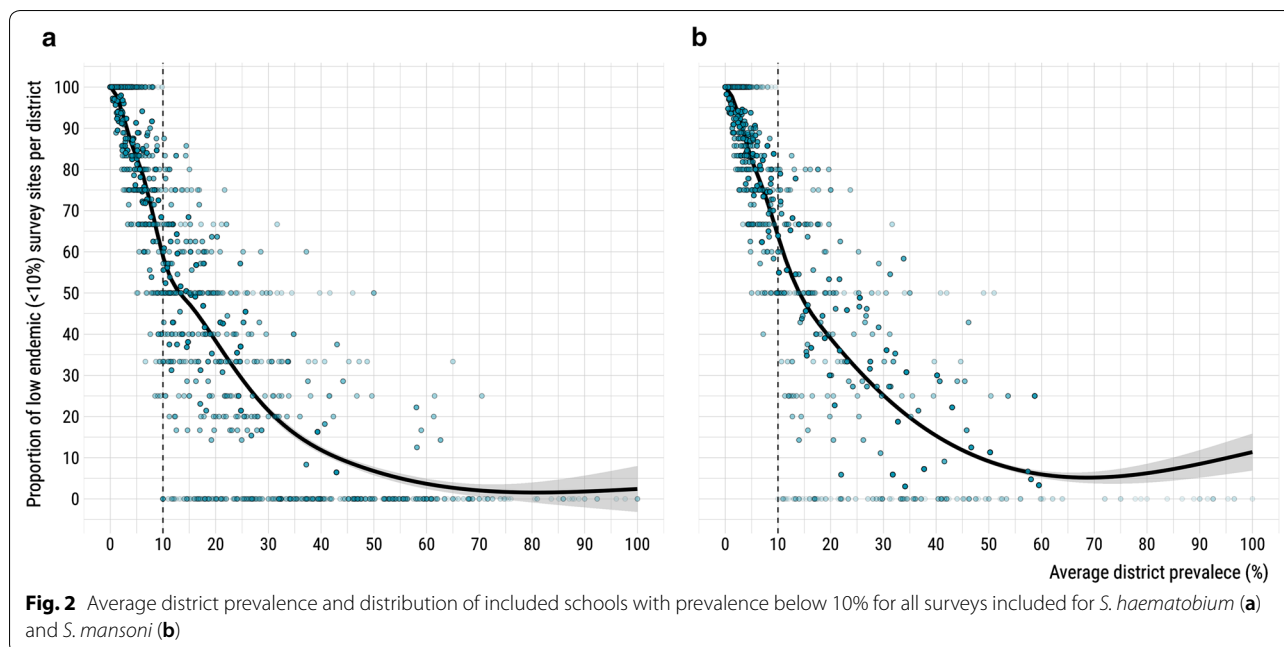 a
b
Proportion of low endemic (<10%) survey sites per district
100
90
80
70
60
50
40
30
20
10
0
0 10 20 30 40 50 60 70 80 90 100
0 10 20 30 40 50 60 70 80 90 100
Average district prevalece (%)
Fig. 2 Average district prevalence and distribution of included schools with prevalence below 10% for all surveys included for S. haematobium (a)
and S. mansoni (b)